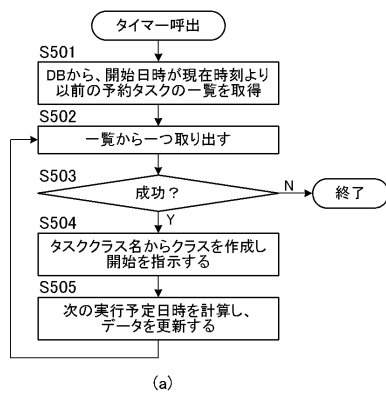 タイマー呼出
S501
DBから、開始日時が現在時刻より
以前の予約タスクの一覧を取得
S502
一覧から一つ取り出す
S503
成功？
N
終了
Y
S504
タスククラス名からクラスを作成し
開始を指示する
S505
次の実行予定日時を計算し、
データを更新する
(a)